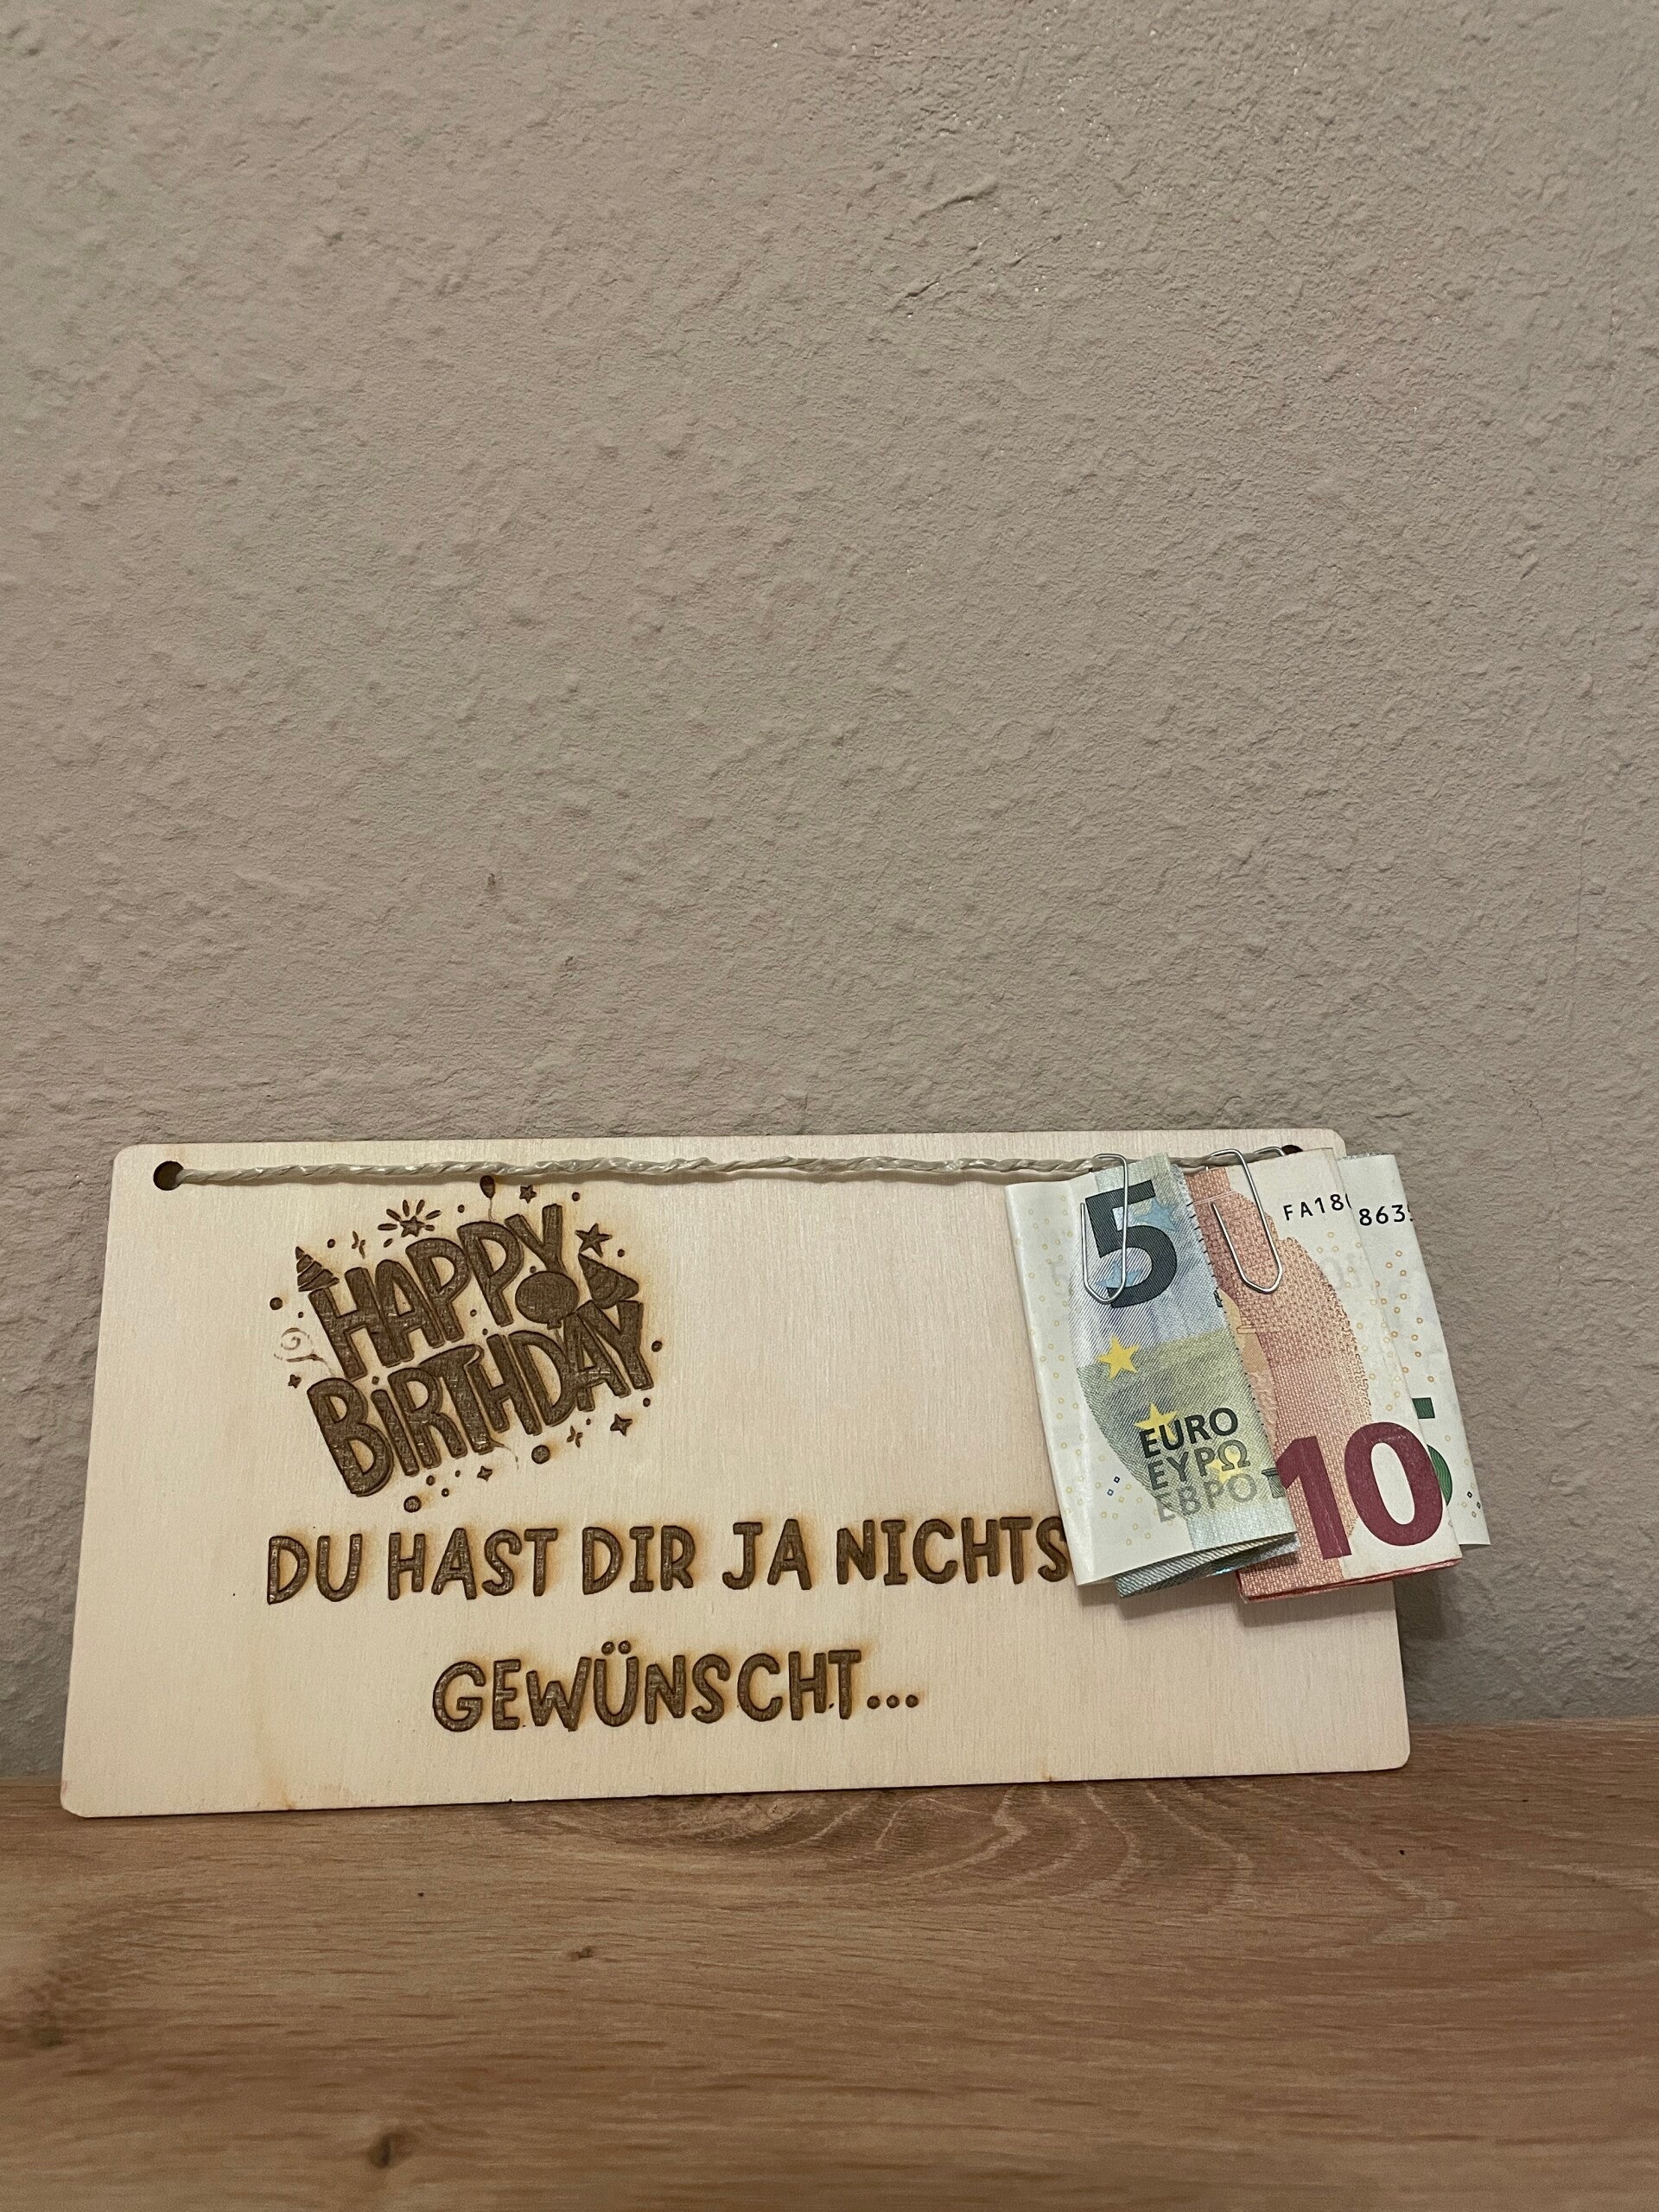 HAPPY
BIRTHDAY
DU HAST DIR JA NICHTS
GEWÜNSCHT...
5
EURO
ΕΥΡΩ
ЕВРО
FA18
10
863